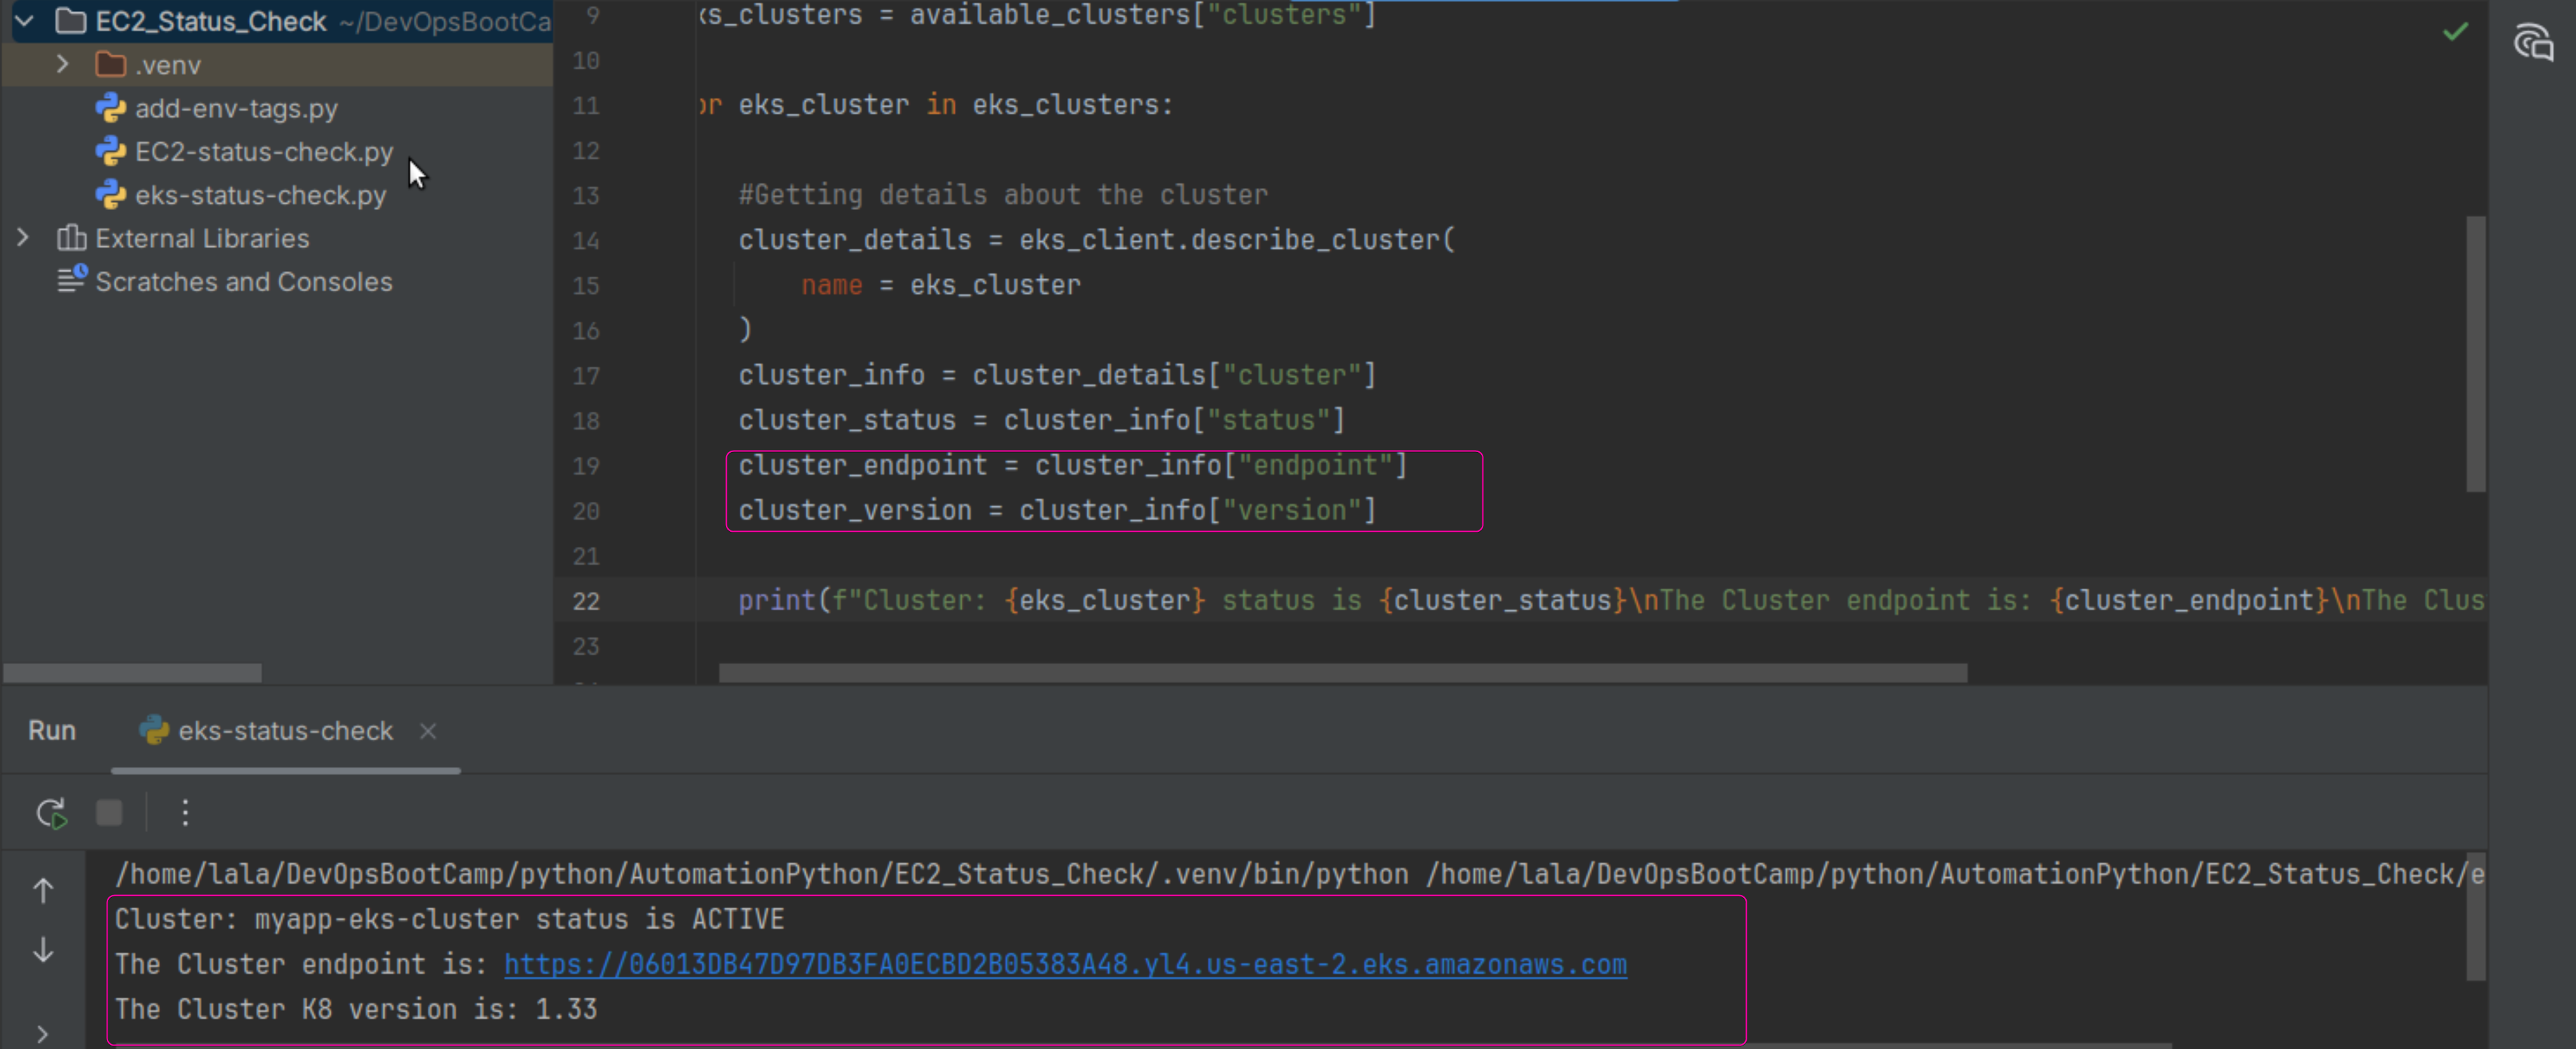 EC2_Status_Check ~/DevOpsBootCa
.venv
add-env-tags.py
EC2-status-check.py
eks-status-check.py
External Libraries
Scratches and Consoles
9 ks_clusters = available_clusters["clusters"]
10
11 or eks_cluster in eks_clusters:
12
13 #Getting details about the cluster
14 cluster_details = eks_client.describe_cluster(
15 name = eks_cluster
16 )
17 cluster_info = cluster_details["cluster"]
18 cluster_status = cluster_info["status"]
19 cluster_endpoint = cluster_info["endpoint"]
20 cluster_version = cluster_info["version"]
21
22 print(f"Cluster: {eks_cluster} status is {cluster_status}\nThe Cluster endpoint is: {cluster_endpoint}\nThe Clus
23
Run eks-status-check
/home/lala/DevOpsBootCamp/python/AutomationPython/EC2_Status_Check/.venv/bin/python /home/lala/DevOpsBootCamp/python/AutomationPython/EC2_Status_Check/e
Cluster: myapp-eks-cluster status is ACTIVE
The Cluster endpoint is: https://06013DB47D97DB3FA0ECBD2B05383A48.yl4.us-east-2.eks.amazonaws.com
The Cluster K8 version is: 1.33